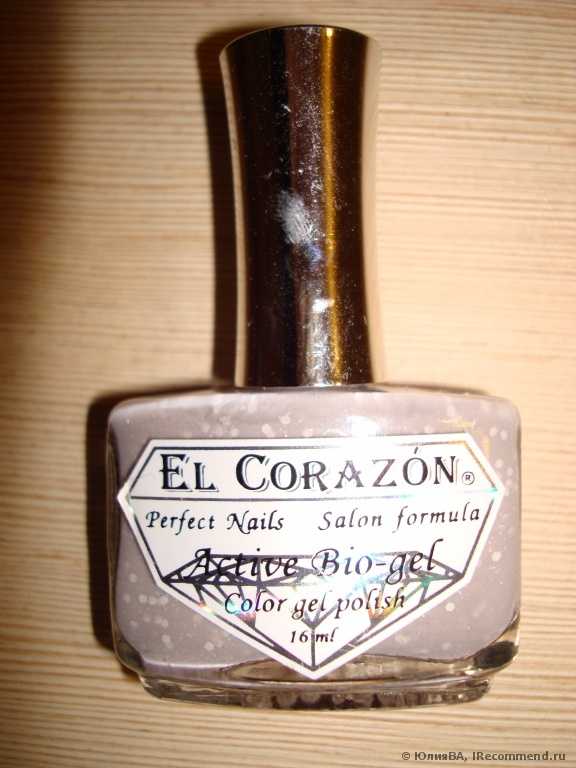 EL CORAZÓN®
Perfect Nails Salon formula
Active Bio-gel
Color gel polish
16 ml
© ЮлияВА, IRecommend.ru